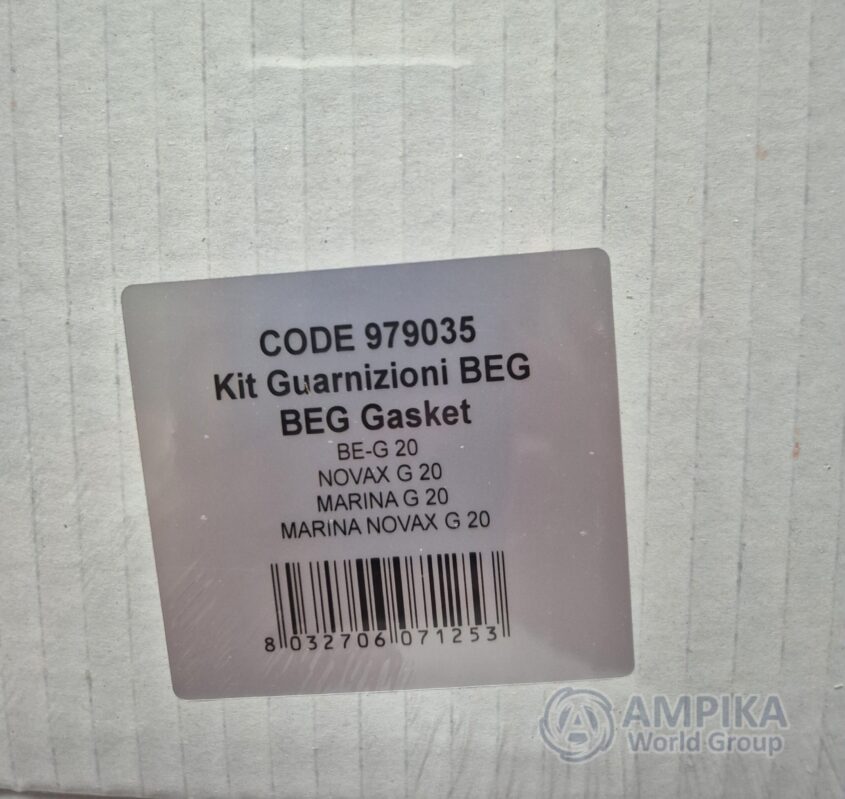 CODE 979035
Kit Guarnizioni BEG
BEG Gasket
BE-G 20
NOVAX G 20
MARINA G 20
MARINA NOVAX G 20
8 032706 071253
AMPIKA
World Group